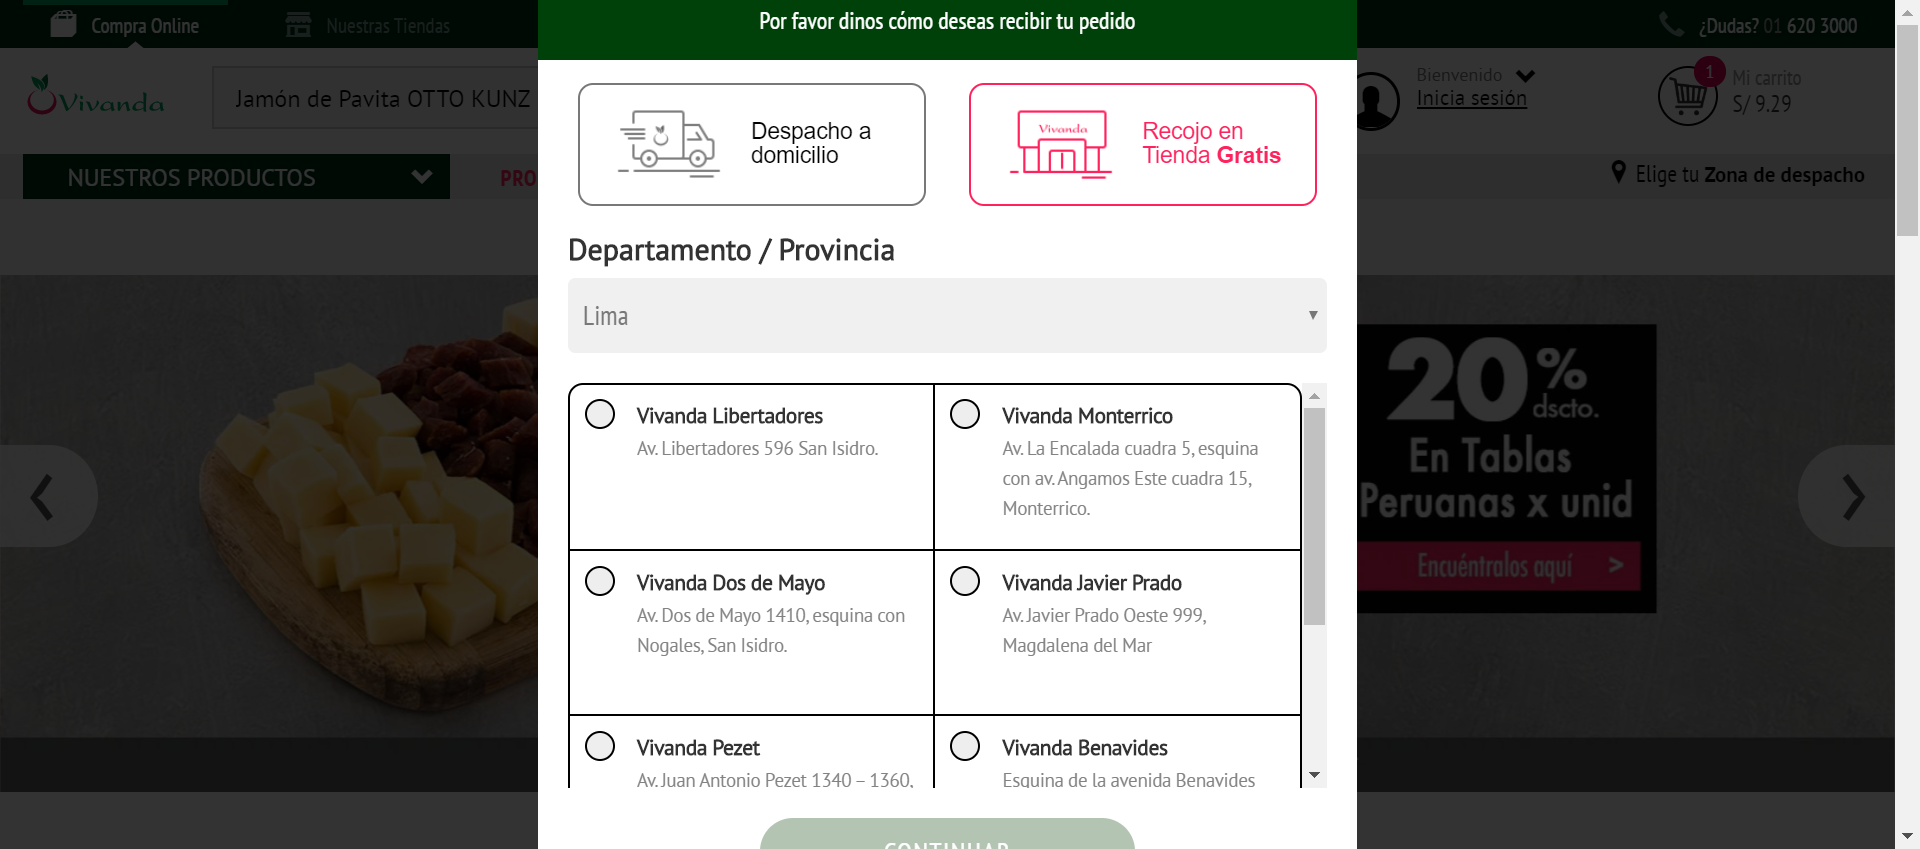 Compra Online
Nuestras Tiendas
Por favor dinos cómo deseas recibir tu pedido
¿Dudas? 01 620 3000
Vivanda
Jamón de Pavita OTTO KUNZ
Bienvenido
Inicia sesión
1
Mi carrito
S/ 9.29
NUESTROS PRODUCTOS
PRO
Elige tu Zona de despacho
Despacho a
domicilio
Vivanda
Recojo en
Tienda Gratis
Departamento / Provincia
Lima
Vivanda Libertadores
Av. Libertadores 596 San Isidro.
Vivanda Monterrico
Av. La Encalada cuadra 5, esquina
con av. Angamos Este cuadra 15,
Monterrico.
Vivanda Dos de Mayo
Av. Dos de Mayo 1410, esquina con
Nogales, San Isidro.
Vivanda Javier Prado
Av. Javier Prado Oeste 999,
Magdalena del Mar
Vivanda Pezet
Av. Juan Antonio Pezet 1340 – 1360,
Vivanda Benavides
Esquina de la avenida Benavides
CONTINUAR
20%
dscto.
En Tablas
Peruanas x unid
Encuéntralos aquí >